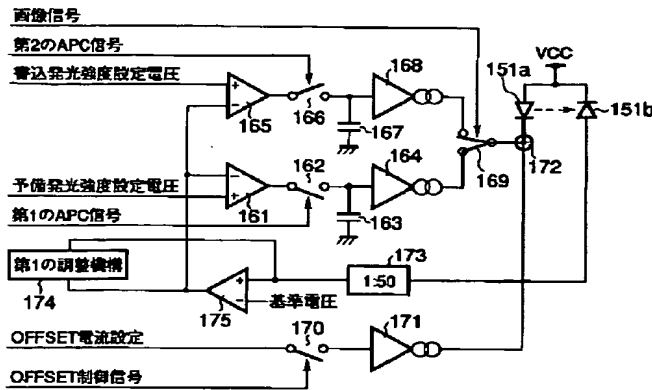 画像信号
第2のAPC信号
書込発光強度設定電圧
165
166
167
168
151a
VCC
151b
172
169
予備発光強度設定電圧
第1のAPC信号
161
162
163
164
第1の調整機構
174
175
基準電圧
173
1:50
OFFSET電流設定
OFFSET制御信号
170
171